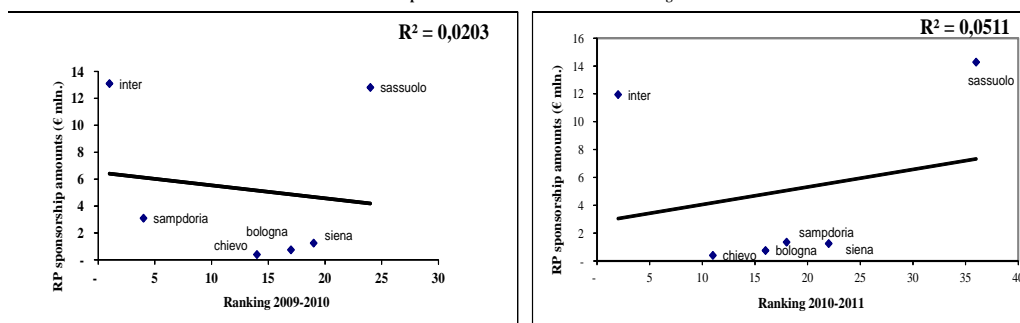 R² = 0,0203
RP sponsorship amounts (€ mln.)
14
12
10
8
6
4
2
-
inter
sassuolo
sampdoria
bologna
siena
chievo
- 5 10 15 20 25 30
Ranking 2009-2010
R² = 0,0511
RP sponsorship amounts (€ mln.)
16
14
12
10
8
6
4
2
-
inter
sassuolo
sampdoria
chievo
bologna
siena
- 5 10 15 20 25 30 35 40
Ranking 2010-2011